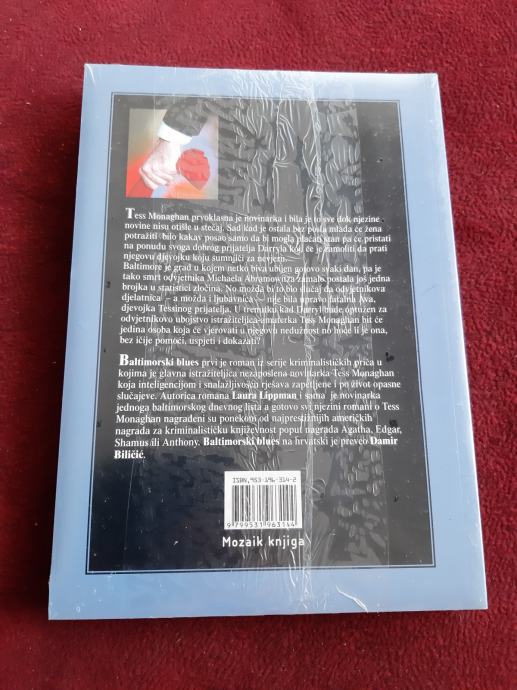 Tess Monaghan prvoklasna je novinarka i bila je to sve dok njezine
novine nisu otišle u stečaj. Sad kad je ostala bez posla mlada će žena
potražiti bilo kakav posao samo da bi mogla plaćati stan pa će pristati
na ponudu svoga dobrog prijatelja Darryla koji će je zamoliti da prati
njegovu djevojku koju sumnjiči za nevjeru.
Baltimore je grad u kojem netko biva ubijen gotovo svaki dan, pa je
tako smrt odvjetnika Michaela Abramowitza zamalo postala još jedna
brojka u statistici zločina. No možda bi to bio slučaj da odvjetnikova
djelatnica – a možda i ljubavnica – nije bila upravo fatalna Ava,
djevojka Tessinog prijatelja. U trenutku kad Darryl bude optužen za
odvjetnikovo ubojstvo istražiteljica-amaterka Tess Monaghan bit će
jedina osoba koja će vjerovati u njegovu nedužnost no hoće li je ona,
bez ičije pomoći, uspjeti i dokazati?
Baltimorski blues prvi je roman iz serije kriminalističkih priča u
kojima je glavna istražiteljica nezaposlena novinarka Tess Monaghan
koja inteligencijom i snalažljivošću rješava zapetljene i po život opasne
slučajeve. Autorica romana Laura Lippman i sama je novinarka
jednoga baltimorskog dnevnog lista a gotovo svi njezini romani o Tess
Monaghan nagrađeni su ponekom od najprestižnijih američkih
nagrada za kriminalističku književnost poput nagrada Agatha, Edgar,
Shamus ili Anthony. Baltimorski blues na hrvatski je preveo Damir
Biličić.
ISBN 953-196-314-2
9 799531 963144
Mozaik knjiga